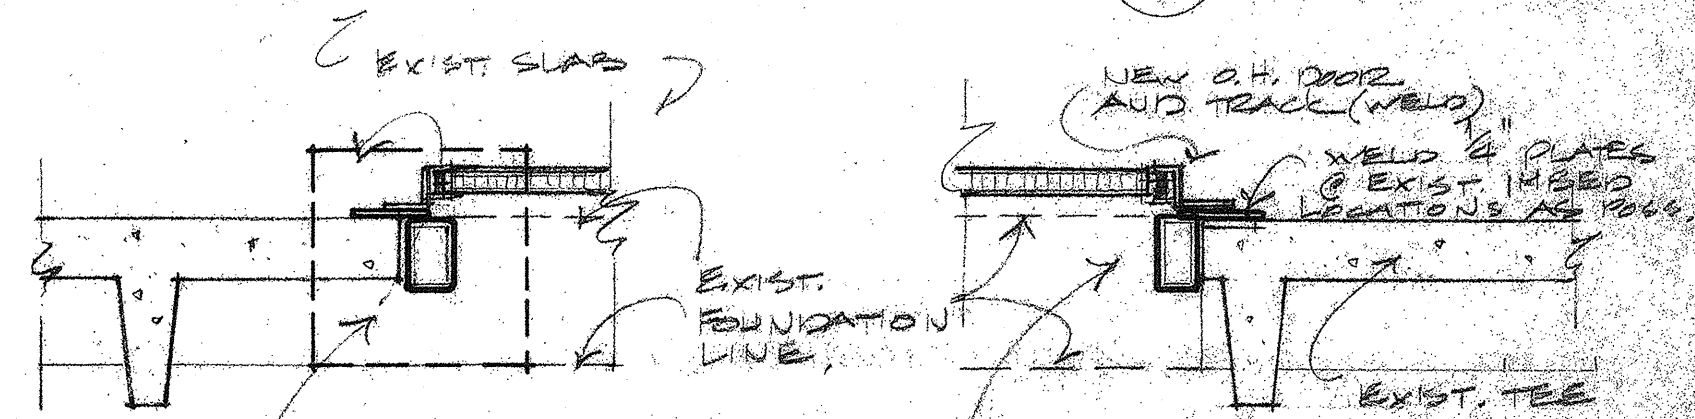 EXIST. SLAB
NEW O.H. DOOR
AND TRACK (WELD)
WELD 1/4" PLATES
@ EXIST. IMBED
LOCATIONS AS POSS.
EXIST.
FOUNDATION
LINE.
EXIST. TEE